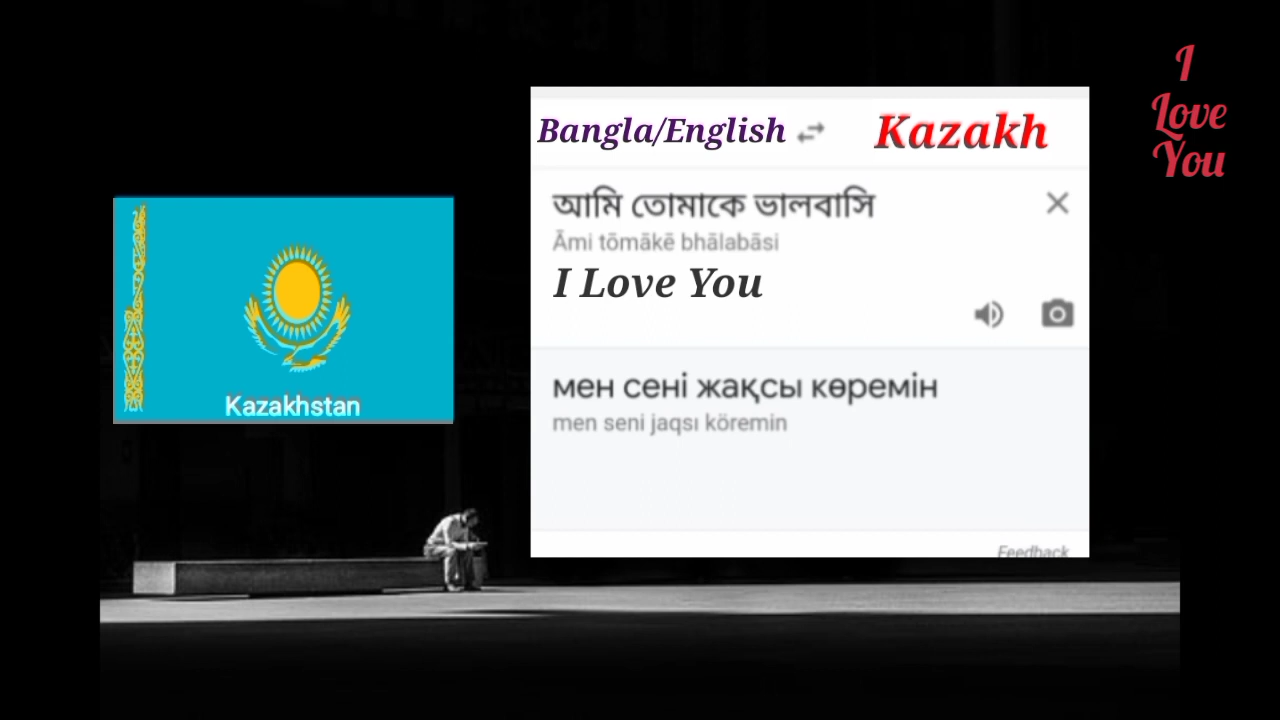 Bangla/English
Kazakh
আমি তোমাকে ভালবাসি
Āmi tōmākē bhālabāsi
I Love You
мен сені жақсы көремін
men seni jaqsı köremin
Feedback
Kazakhstan
I
Love
You